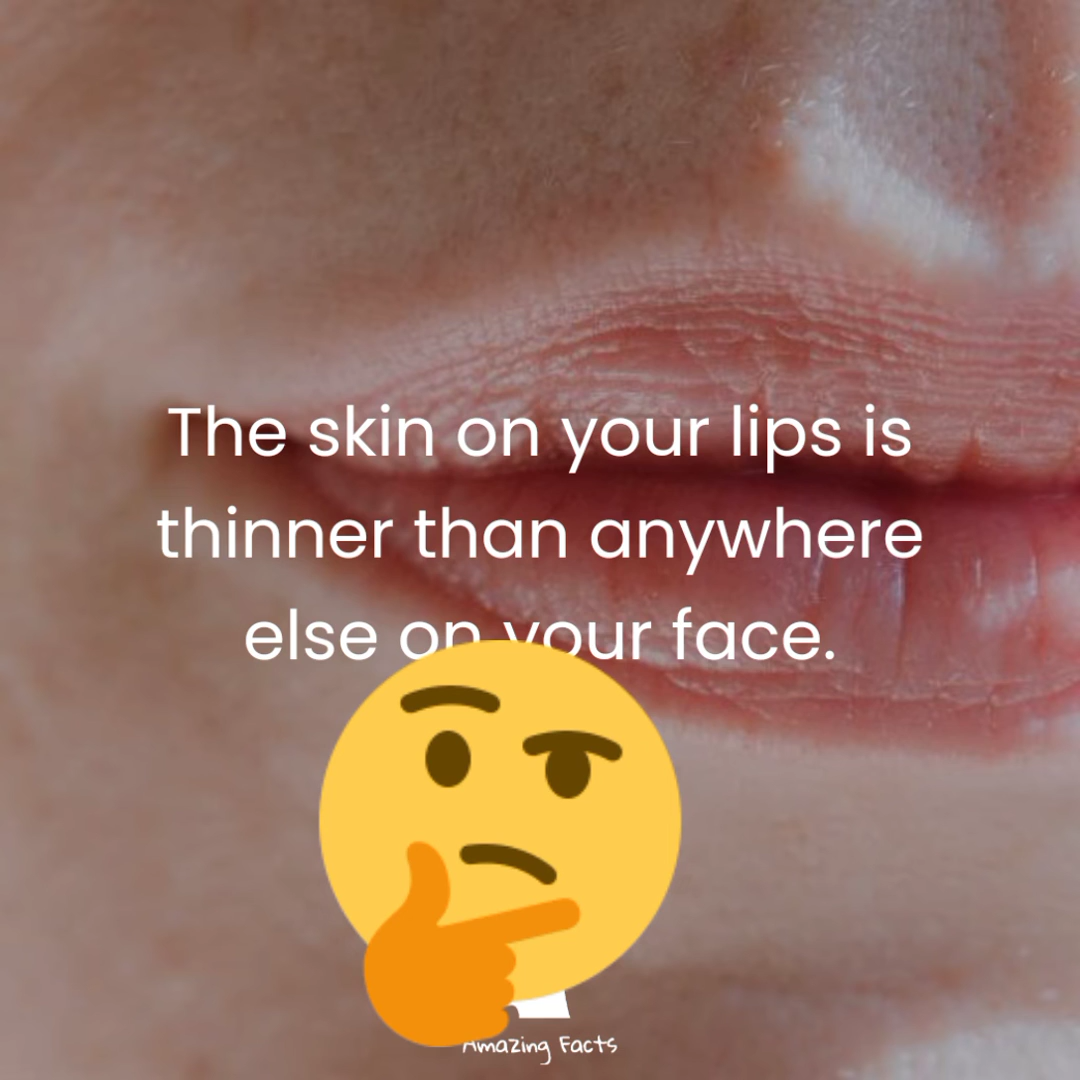 The skin on your lips is
thinner than anywhere
else on your face.
Amazing Facts